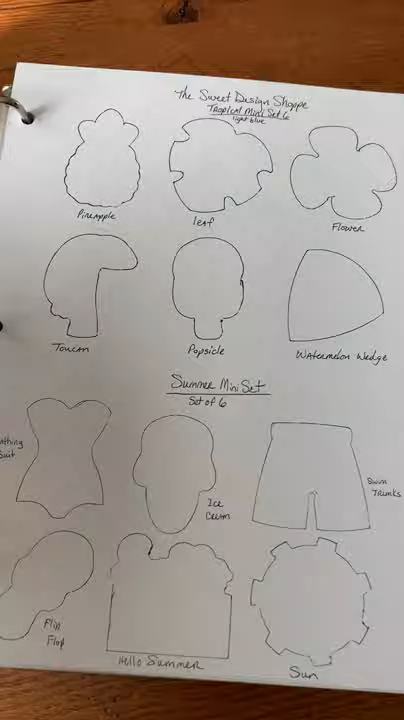 The Sweet Design Shoppe
Tropical Mini Set 6
light blue
Pineapple
leaf
Flower
Toucan
Popsicle
Watermelon Wedge
Summer Mini Set
Set of 6
athing
Suit
Ice
Cream
Swim
Trunks
Flip
Flop
Hello Summer
Sun